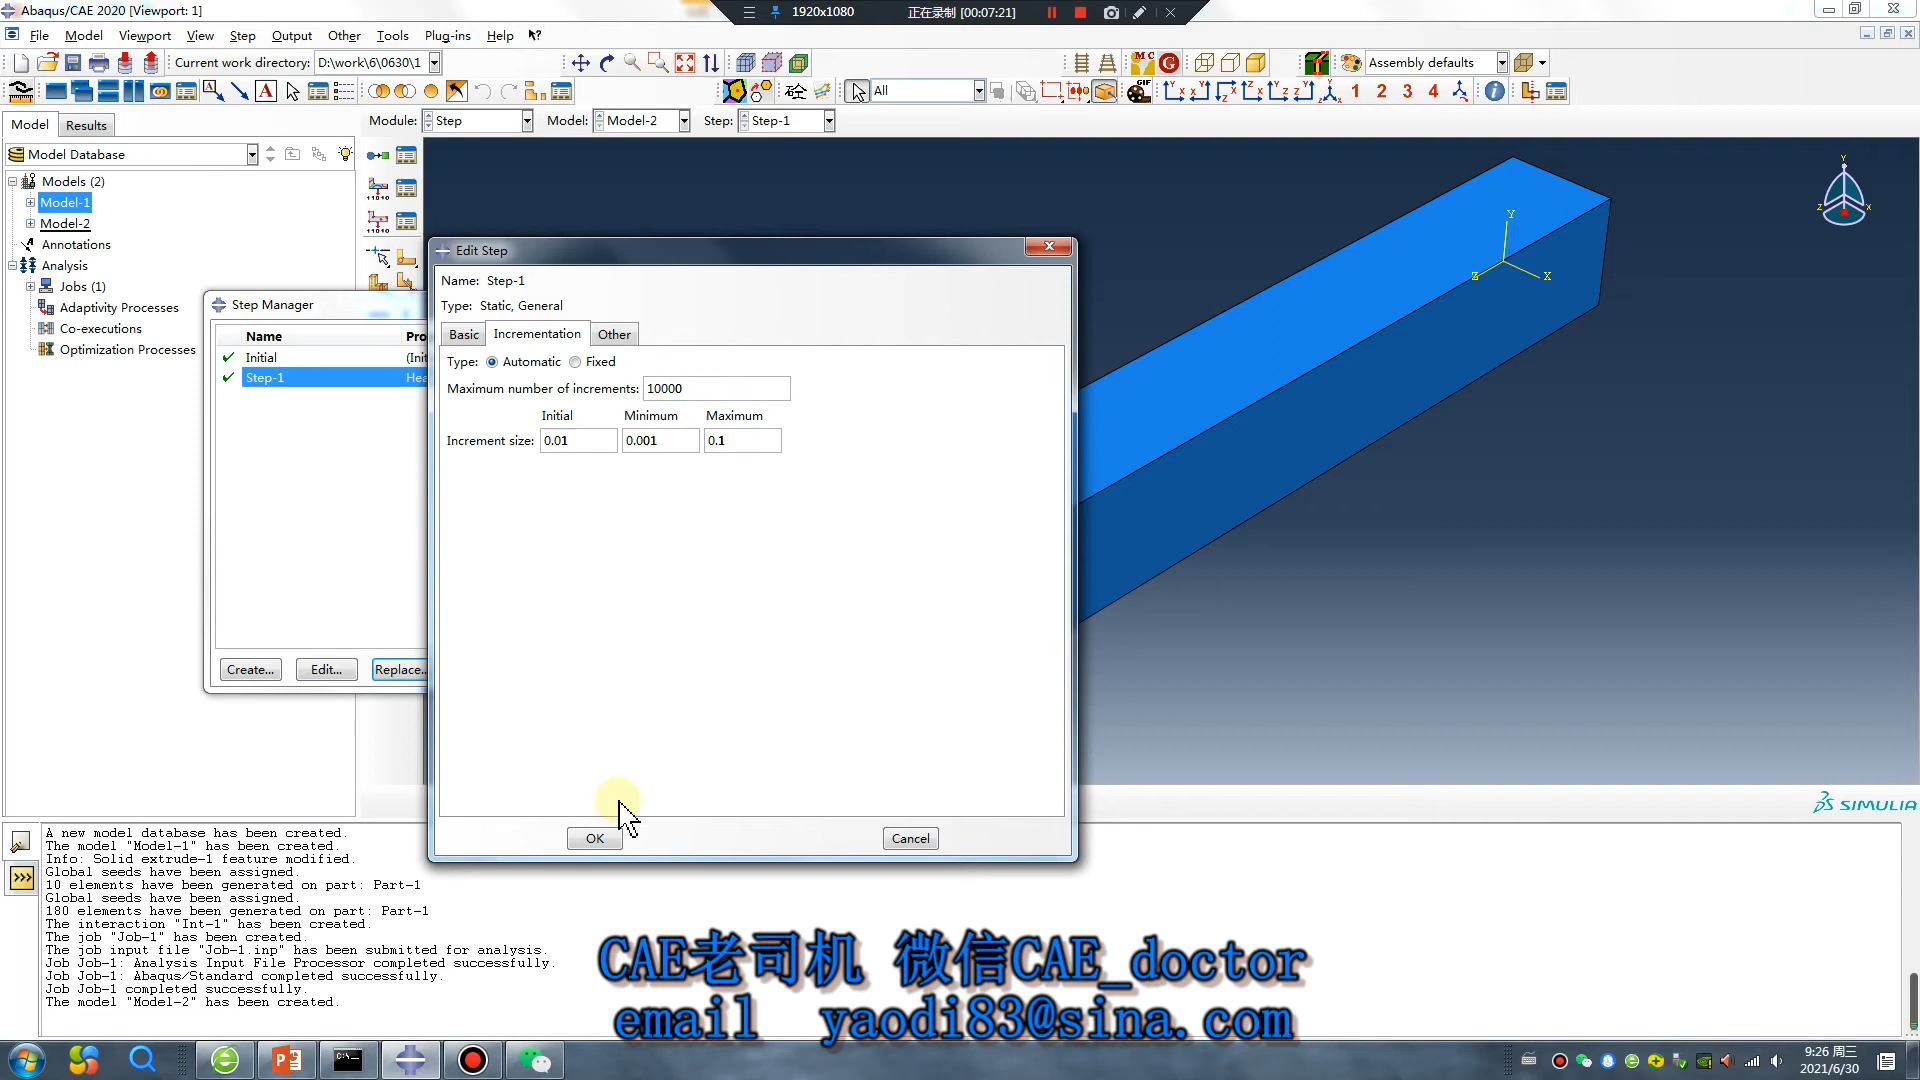 Abaqus/CAE 2020 [Viewport: 1]
1920x1080
正在录制 [00:07:21]
File Model Viewport View Step Output Other Tools Plug-ins Help
Current work directory: D:\work\6\0630\1
Assembly defaults
All
1 2 3 4
Model Results
Module: Step Model: Model-2 Step: Step-1
Model Database
Models (2)
Model-1
Model-2
Annotations
Analysis
Jobs (1)
Adaptivity Processes
Co-executions
Optimization Processes
Step Manager
Name Pro
Initial (Init
Step-1 Hea
Create... Edit... Replace...
Edit Step
Name: Step-1
Type: Static, General
Basic Incrementation Other
Type: Automatic Fixed
Maximum number of increments: 10000
Initial Minimum Maximum
Increment size: 0.01 0.001 0.1
OK Cancel
Y
X
Z
Y
Z
X
SIMULIA
A new model database has been created.
The model "Model-1" has been created.
Info: Solid extrude-1 feature modified.
Global seeds have been assigned.
10 elements have been generated on part: Part-1
Global seeds have been assigned.
180 elements have been generated on part: Part-1
The interaction "Int-1" has been created.
The job "Job-1" has been created.
The job input file "Job-1.inp" has been submitted for analysis.
Job Job-1: Analysis Input File Processor completed successfully.
Job Job-1: Abaqus/Standard completed successfully.
Job Job-1 completed successfully.
The model "Model-2" has been created.
CAE老司机 微信CAE_doctor
email yaodi83@sina.com
9:26 周三
2021/6/30